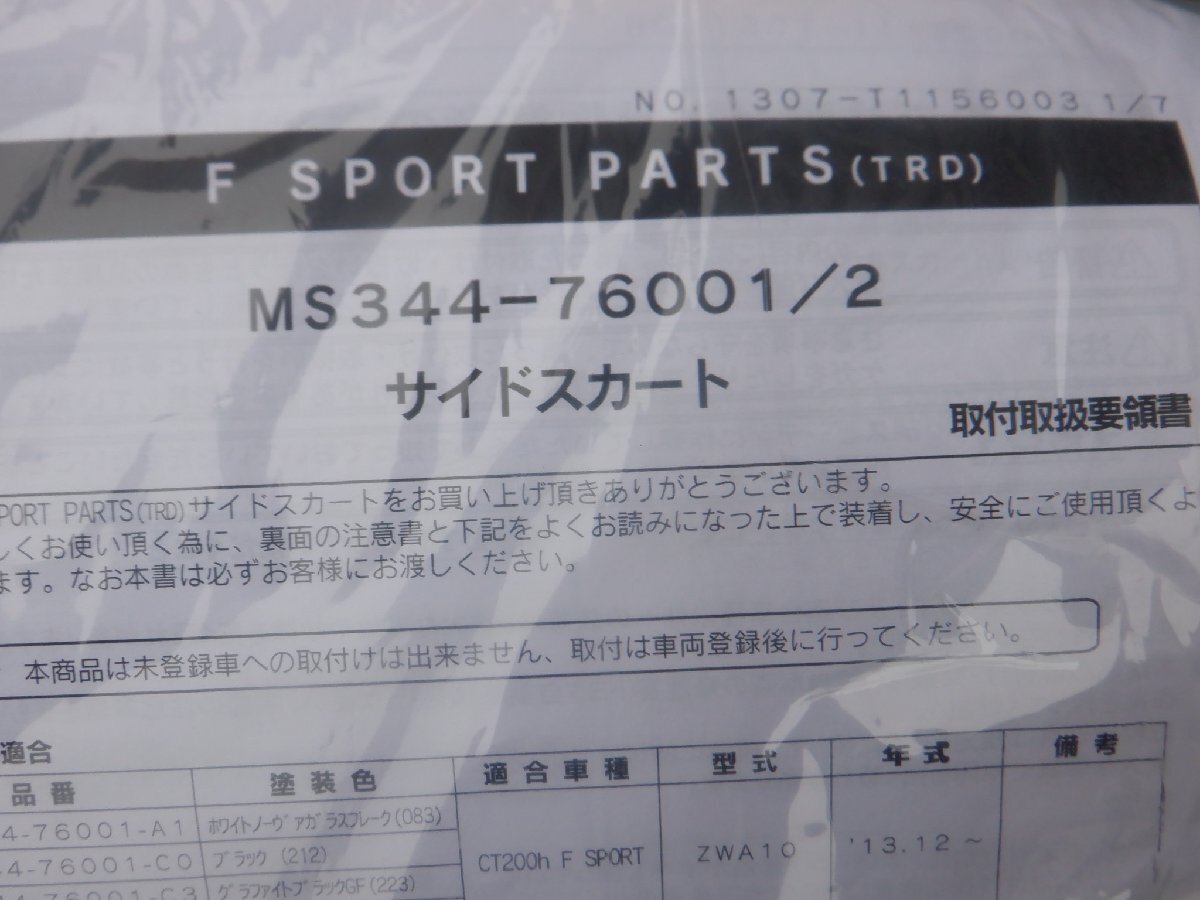 NO. 1307-T1156003 1/7
F SPORT PARTS(TRD)
MS344-76001/2
サイドスカート
取付取扱要領書
PORT PARTS(TRD)サイドスカートをお買い上げ頂きありがとうございます。
しくお使い頂く為に、裏面の注意書と下記をよくお読みになった上で装着し、安全にご使用頂くよ
ます。なお本書は必ずお客様にお渡しください。
本商品は未登録車への取付けは出来ません、取付は車両登録後に行ってください。
適合
品番 塗装色 適合車種 型式 年式 備考
4-76001-A1 ホワイトノーヴァガラスフレーク(083)
4-76001-C0 ブラック(212) CT200h F SPORT ZWA10 '13.12～
4-76001-C3 グラファイトブラックGF(223)